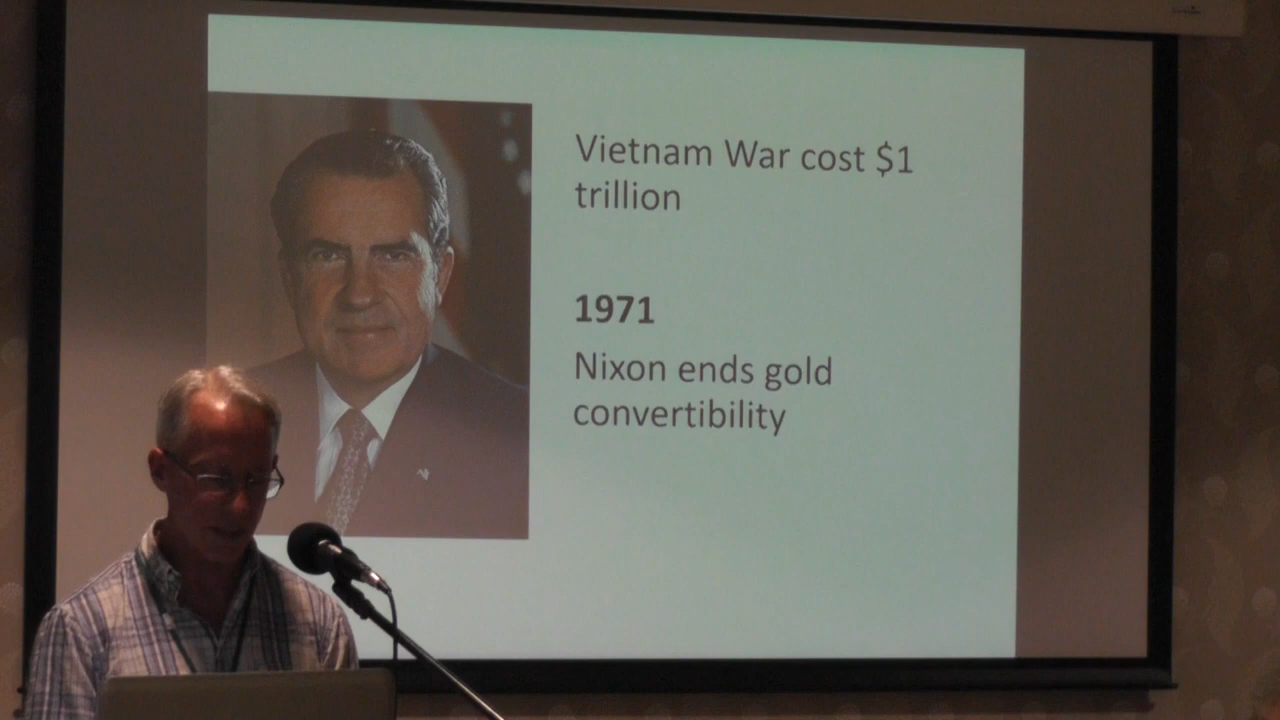 Vietnam War cost $1
trillion
1971
Nixon ends gold
convertibility